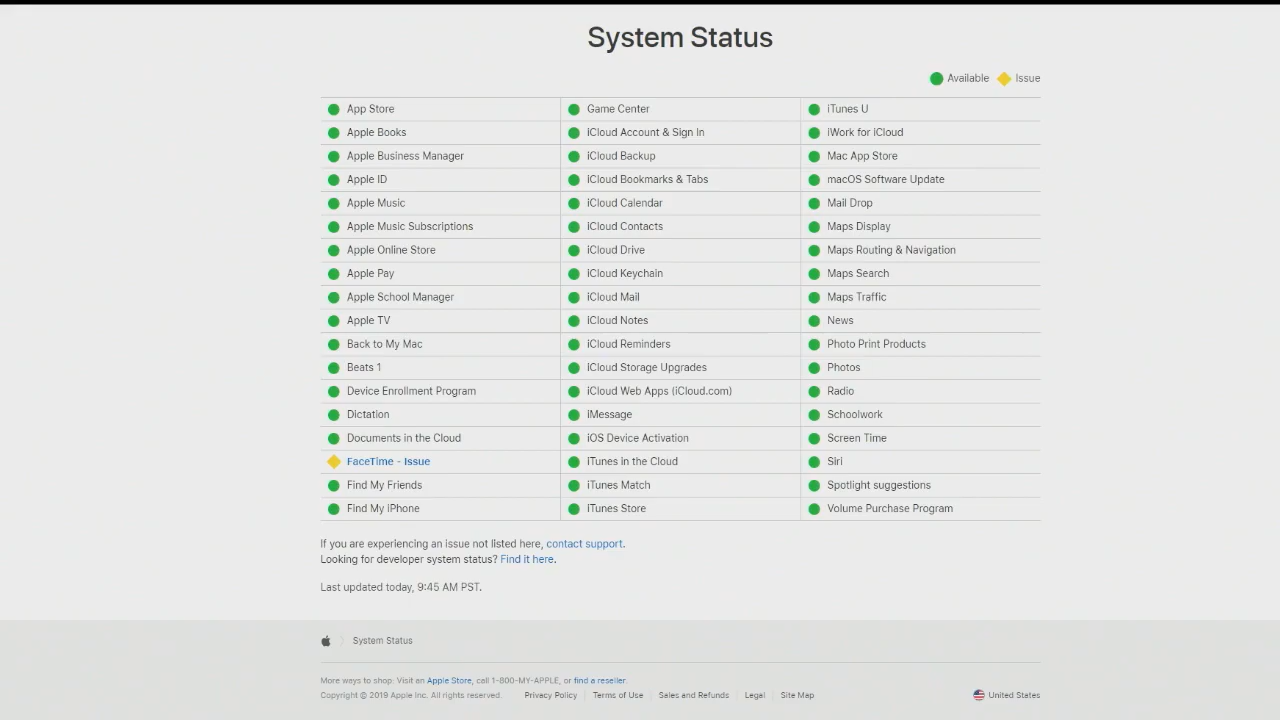 System Status
Available Issue
App Store Game Center iTunes U
Apple Books iCloud Account & Sign In iWork for iCloud
Apple Business Manager iCloud Backup Mac App Store
Apple ID iCloud Bookmarks & Tabs macOS Software Update
Apple Music iCloud Calendar Mail Drop
Apple Music Subscriptions iCloud Contacts Maps Display
Apple Online Store iCloud Drive Maps Routing & Navigation
Apple Pay iCloud Keychain Maps Search
Apple School Manager iCloud Mail Maps Traffic
Apple TV iCloud Notes News
Back to My Mac iCloud Reminders Photo Print Products
Beats 1 iCloud Storage Upgrades Photos
Device Enrollment Program iCloud Web Apps (iCloud.com) Radio
Dictation iMessage Schoolwork
Documents in the Cloud iOS Device Activation Screen Time
FaceTime - Issue iTunes in the Cloud Siri
Find My Friends iTunes Match Spotlight suggestions
Find My iPhone iTunes Store Volume Purchase Program
If you are experiencing an issue not listed here, contact support.
Looking for developer system status? Find it here.
Last updated today, 9:45 AM PST.
System Status
More ways to shop: Visit an Apple Store, call 1-800-MY-APPLE, or find a reseller.
Copyright © 2019 Apple Inc. All rights reserved. Privacy Policy Terms of Use Sales and Refunds Legal Site Map United States